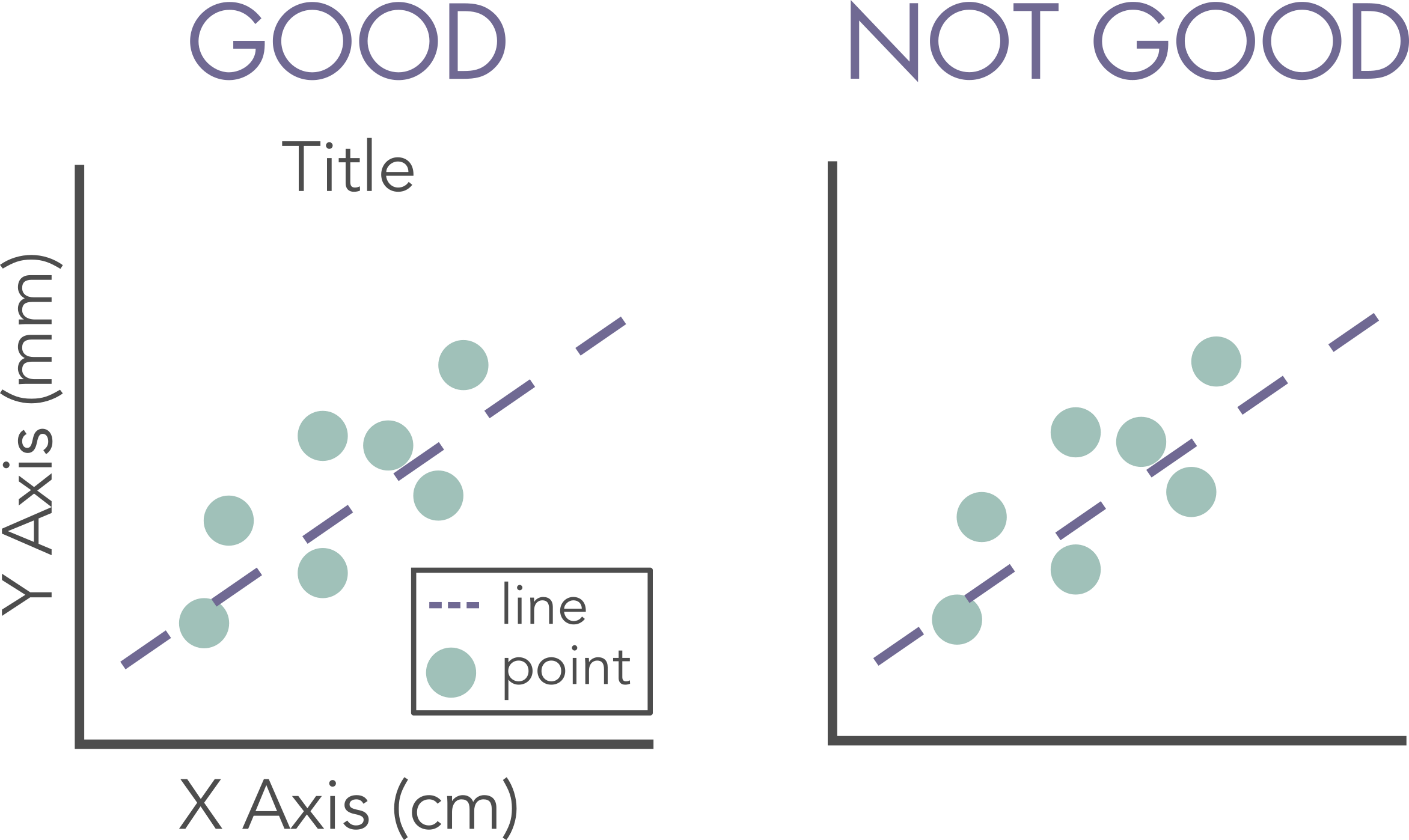 GOOD
NOT GOOD
Title
Y Axis (mm)
line
point
X Axis (cm)